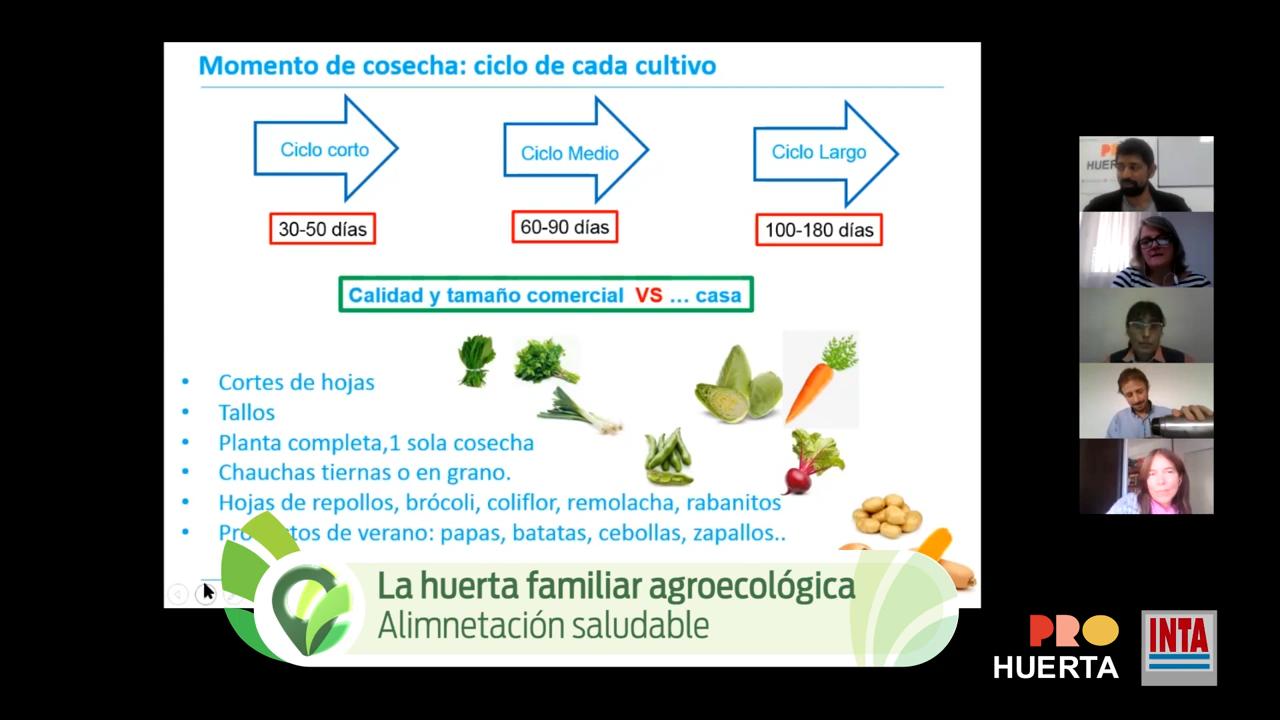 Momento de cosecha: ciclo de cada cultivo
Ciclo corto
Ciclo Medio
Ciclo Largo
30-50 días
60-90 días
100-180 días
Calidad y tamaño comercial VS ... casa
• Cortes de hojas
• Tallos
• Planta completa,1 sola cosecha
• Chauchas tiernas o en grano.
• Hojas de repollos, brócoli, coliflor, remolacha, rabanitos
• de verano: papas, batatas, cebollas, zapallos..
La huerta familiar agroecológica
Alimnetación saludable
PRO
HUERTA
INTA